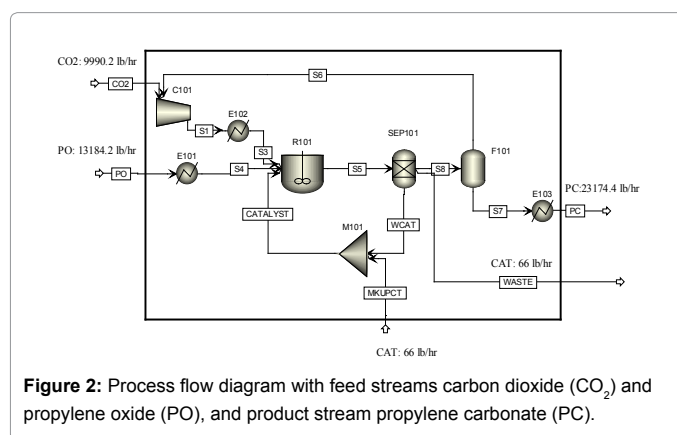 CO2: 9990.2 lb/hr
CO2
C101
S6
S1
E102
S3
R101
SEP101
F101
PO: 13184.2 lb/hr
PO
E101
S4
S5
S8
PC:23174.4 lb/hr
E103
S7
PC
CATALYST
M101
WCAT
CAT: 66 lb/hr
WASTE
MKUPCT
CAT: 66 lb/hr
Figure 2: Process flow diagram with feed streams carbon dioxide (CO₂) and
propylene oxide (PO), and product stream propylene carbonate (PC).